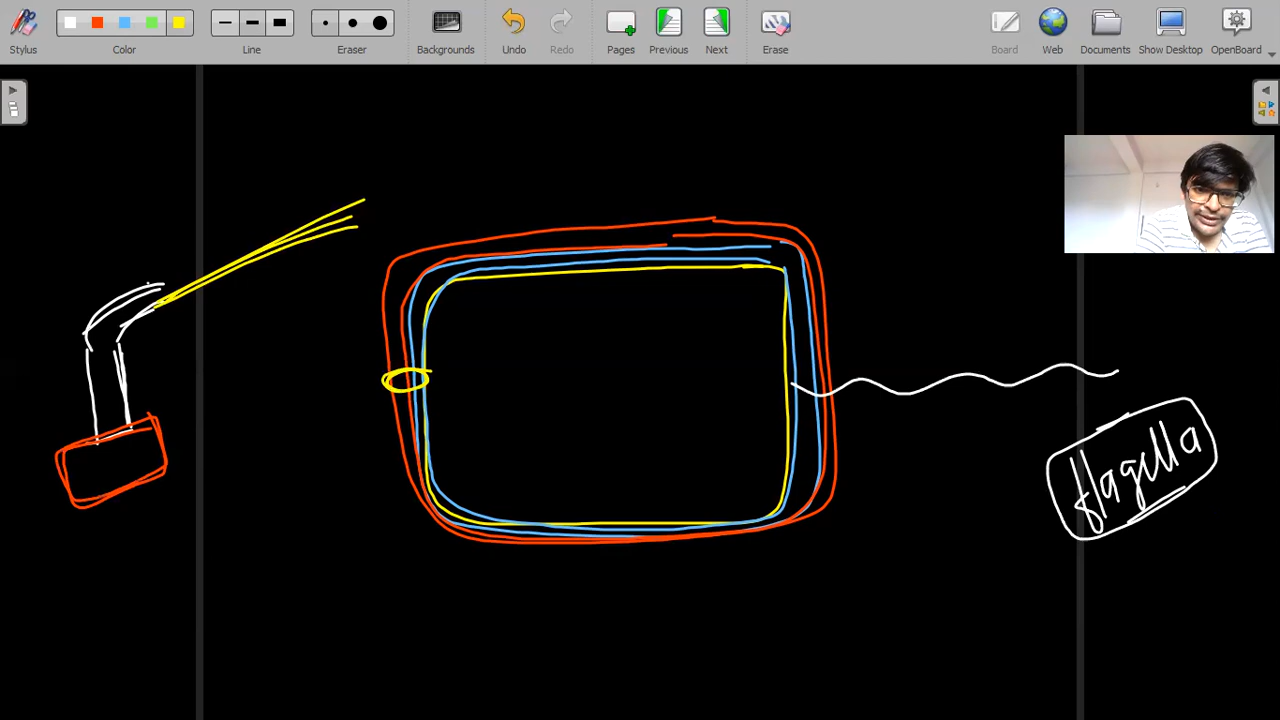 Stylus
Color
Line
Eraser
Backgrounds
Undo
Redo
Pages
Previous
Next
Erase
Board
Web
Documents
Show Desktop
OpenBoard
flagella